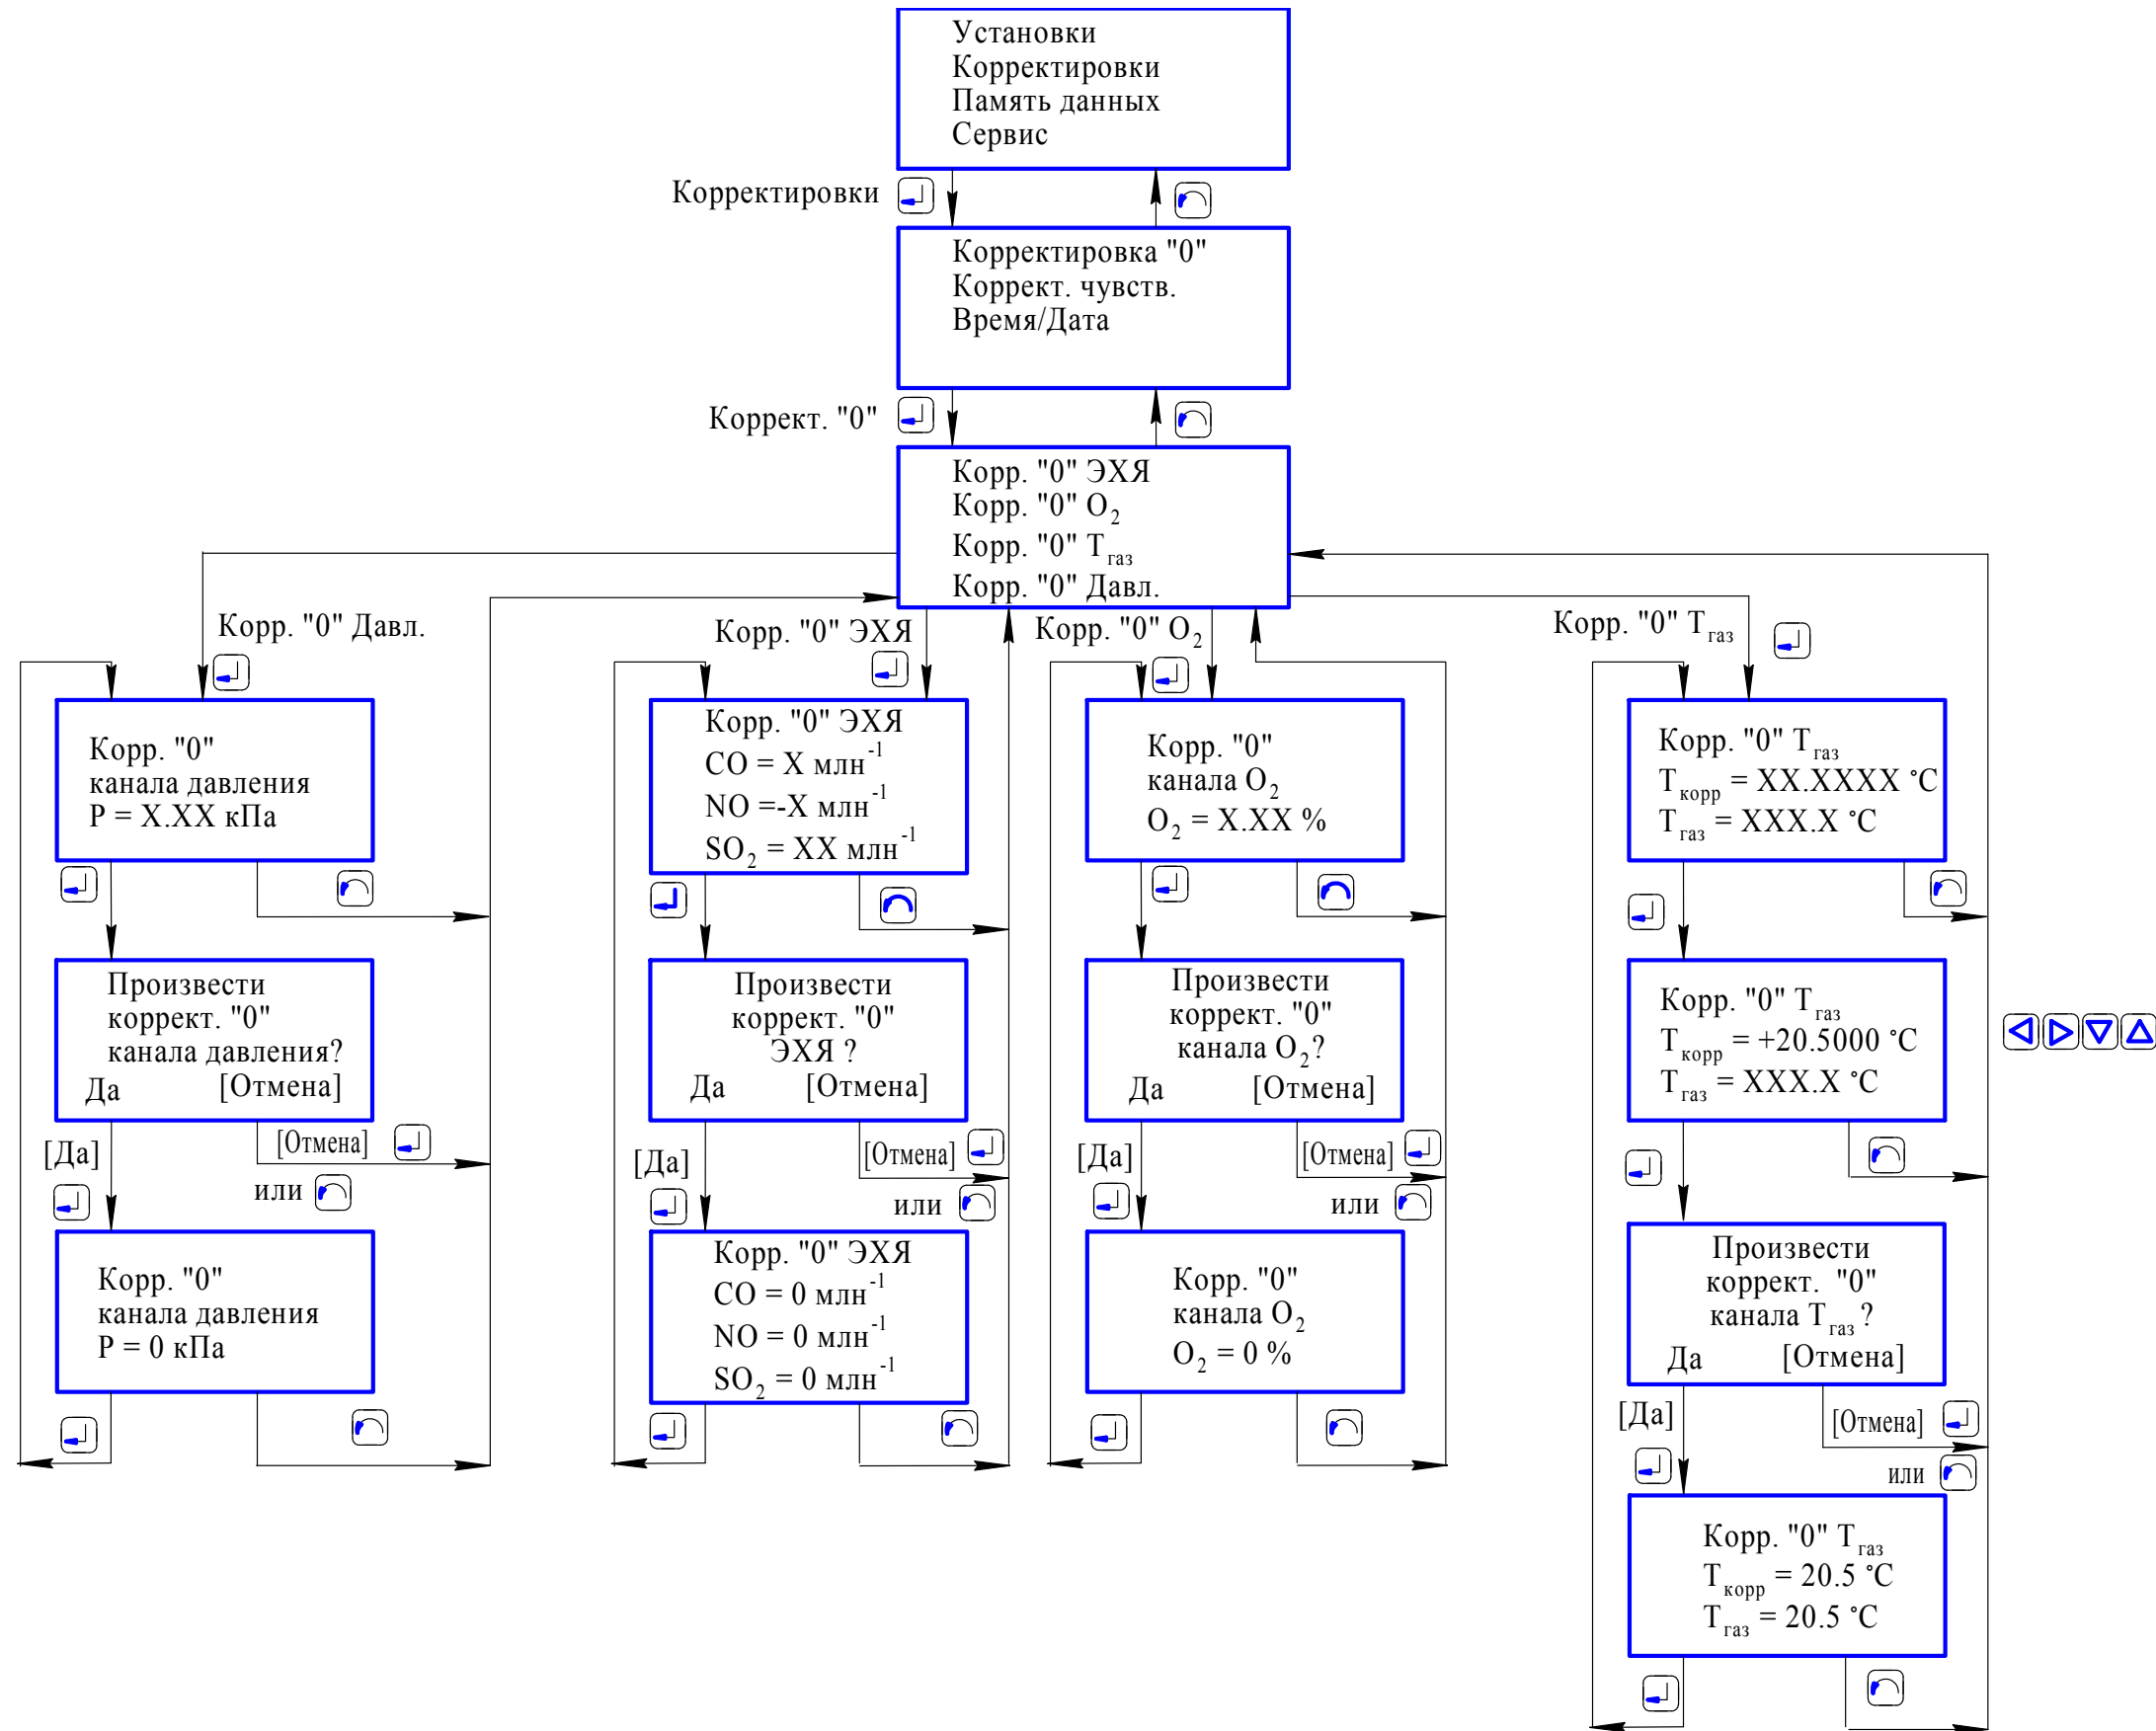 Установки
Корректировки
Память данных
Сервис
Корректировки
Корректировка "0"
Коррект. чувств.
Время/Дата
Коррект. "0"
Корр. "0" ЭХЯ
Корр. "0" O₂
Корр. "0" Tгаз
Корр. "0" Давл.
Корр. "0" Давл.
Корр. "0"
канала давления
P = X.XX кПа
Произвести
коррект. "0"
канала давления?
Да [Отмена]
[Да]
[Отмена]
или
Корр. "0"
канала давления
P = 0 кПа
Корр. "0" ЭХЯ
Корр. "0" ЭХЯ
CO = X млн⁻¹
NO =-X млн⁻¹
SO₂ = XX млн⁻¹
Произвести
коррект. "0"
ЭХЯ ?
Да [Отмена]
[Да]
[Отмена]
или
Корр. "0" ЭХЯ
CO = 0 млн⁻¹
NO = 0 млн⁻¹
SO₂ = 0 млн⁻¹
Корр. "0" O₂
Корр. "0"
канала O₂
O₂ = X.XX %
Произвести
коррект. "0"
канала O₂?
Да [Отмена]
[Да]
[Отмена]
или
Корр. "0"
канала O₂
O₂ = 0 %
Корр. "0" Tгаз
Корр. "0" Tгаз
Tкорр = XX.XXXX °C
Tгаз = XXX.X °C
Корр. "0" Tгаз
Tкорр = +20.5000 °C
Tгаз = XXX.X °C
Произвести
коррект. "0"
канала Tгаз ?
Да [Отмена]
[Да]
[Отмена]
или
Корр. "0" Tгаз
Tкорр = 20.5 °C
Tгаз = 20.5 °C